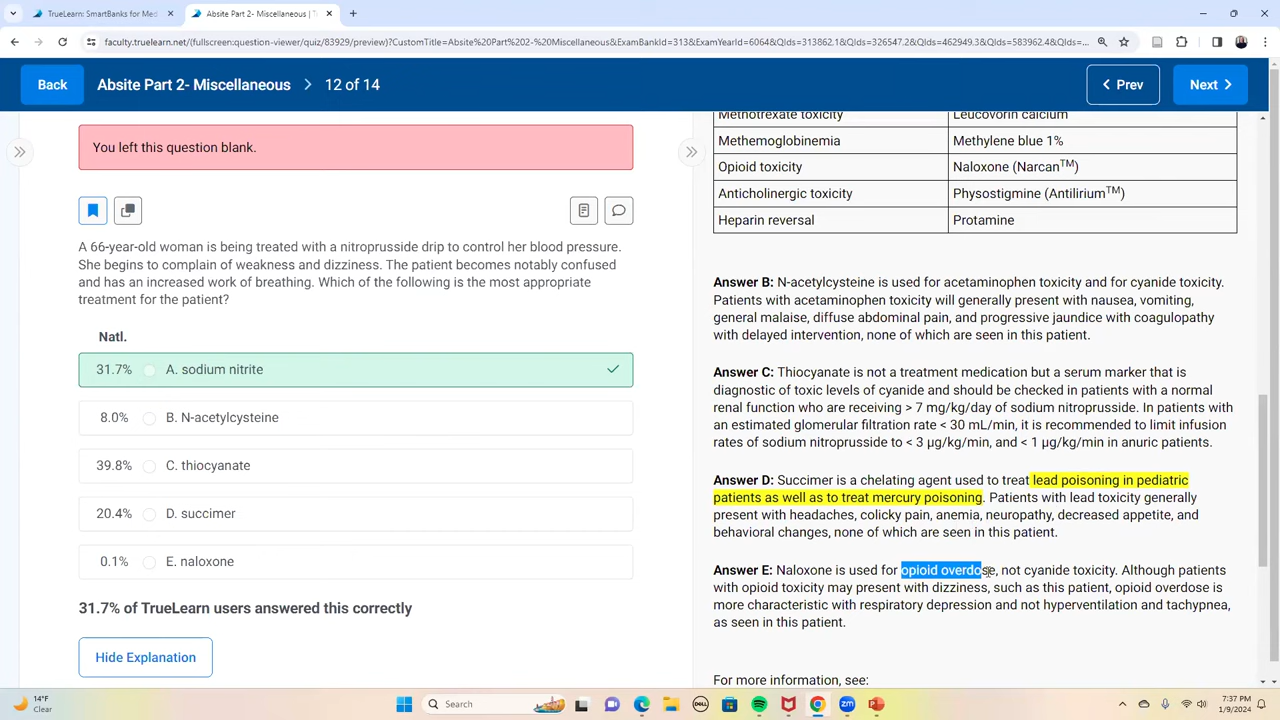 TrueLearn: SmartBanks for Med
Absite Part 2- Miscellaneous | T
faculty.truelearn.net/(fullscreen:question-viewer/quiz/83929/preview)?CustomTitle=Absite%20Part%202-%20Miscellaneous&ExamBankId=313&ExamYearId=6064&QIds=313862.1&QIds=326547.2&QIds=462949.3&QIds=583962.4&QIds=...
Back
Absite Part 2- Miscellaneous > 12 of 14
Prev
Next
You left this question blank.
A 66-year-old woman is being treated with a nitroprusside drip to control her blood pressure.
She begins to complain of weakness and dizziness. The patient becomes notably confused
and has an increased work of breathing. Which of the following is the most appropriate
treatment for the patient?
Natl.
31.7% A. sodium nitrite
8.0% B. N-acetylcysteine
39.8% C. thiocyanate
20.4% D. succimer
0.1% E. naloxone
31.7% of TrueLearn users answered this correctly
Hide Explanation
Methotrexate toxicity Leucovorin calcium
Methemoglobinemia Methylene blue 1%
Opioid toxicity Naloxone (Narcan™)
Anticholinergic toxicity Physostigmine (Antilirium™)
Heparin reversal Protamine
Answer B: N-acetylcysteine is used for acetaminophen toxicity and for cyanide toxicity.
Patients with acetaminophen toxicity will generally present with nausea, vomiting,
general malaise, diffuse abdominal pain, and progressive jaundice with coagulopathy
with delayed intervention, none of which are seen in this patient.
Answer C: Thiocyanate is not a treatment medication but a serum marker that is
diagnostic of toxic levels of cyanide and should be checked in patients with a normal
renal function who are receiving > 7 mg/kg/day of sodium nitroprusside. In patients with
an estimated glomerular filtration rate < 30 mL/min, it is recommended to limit infusion
rates of sodium nitroprusside to < 3 μg/kg/min, and < 1 μg/kg/min in anuric patients.
Answer D: Succimer is a chelating agent used to treat lead poisoning in pediatric
patients as well as to treat mercury poisoning. Patients with lead toxicity generally
present with headaches, colicky pain, anemia, neuropathy, decreased appetite, and
behavioral changes, none of which are seen in this patient.
Answer E: Naloxone is used for opioid overdose, not cyanide toxicity. Although patients
with opioid toxicity may present with dizziness, such as this patient, opioid overdose is
more characteristic with respiratory depression and not hyperventilation and tachypnea,
as seen in this patient.
For more information, see:
14°F
Clear
Search
DELL
zm
7:37 PM
1/9/2024